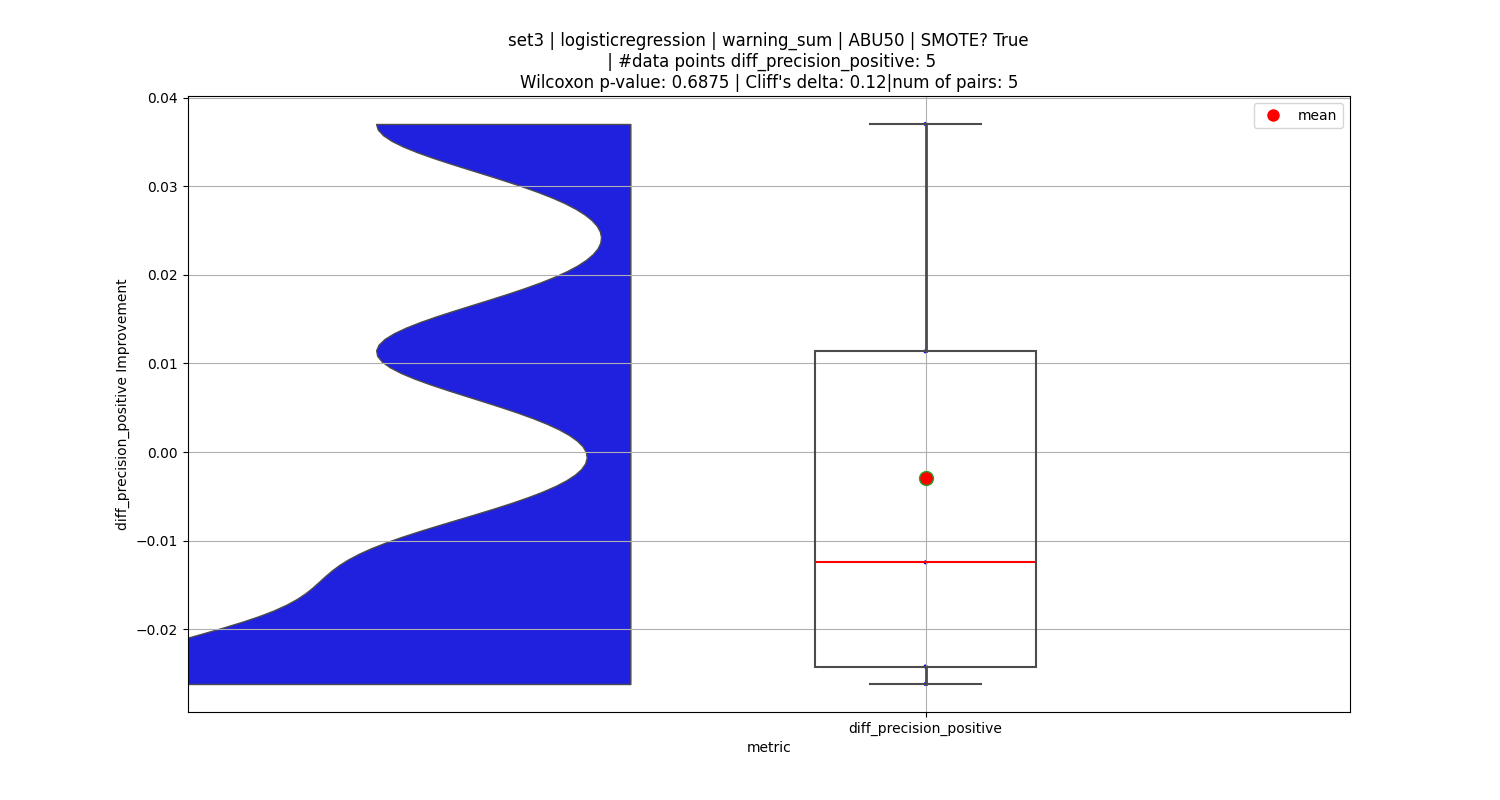 set3 | logisticregression | warning_sum | ABU50 | SMOTE? True
| #data points diff_precision_positive: 5
Wilcoxon p-value: 0.6875 | Cliff's delta: 0.12|num of pairs: 5
mean
0.04
0.03
0.02
0.01
0.00
−0.01
−0.02
diff_precision_positive Improvement
diff_precision_positive
metric